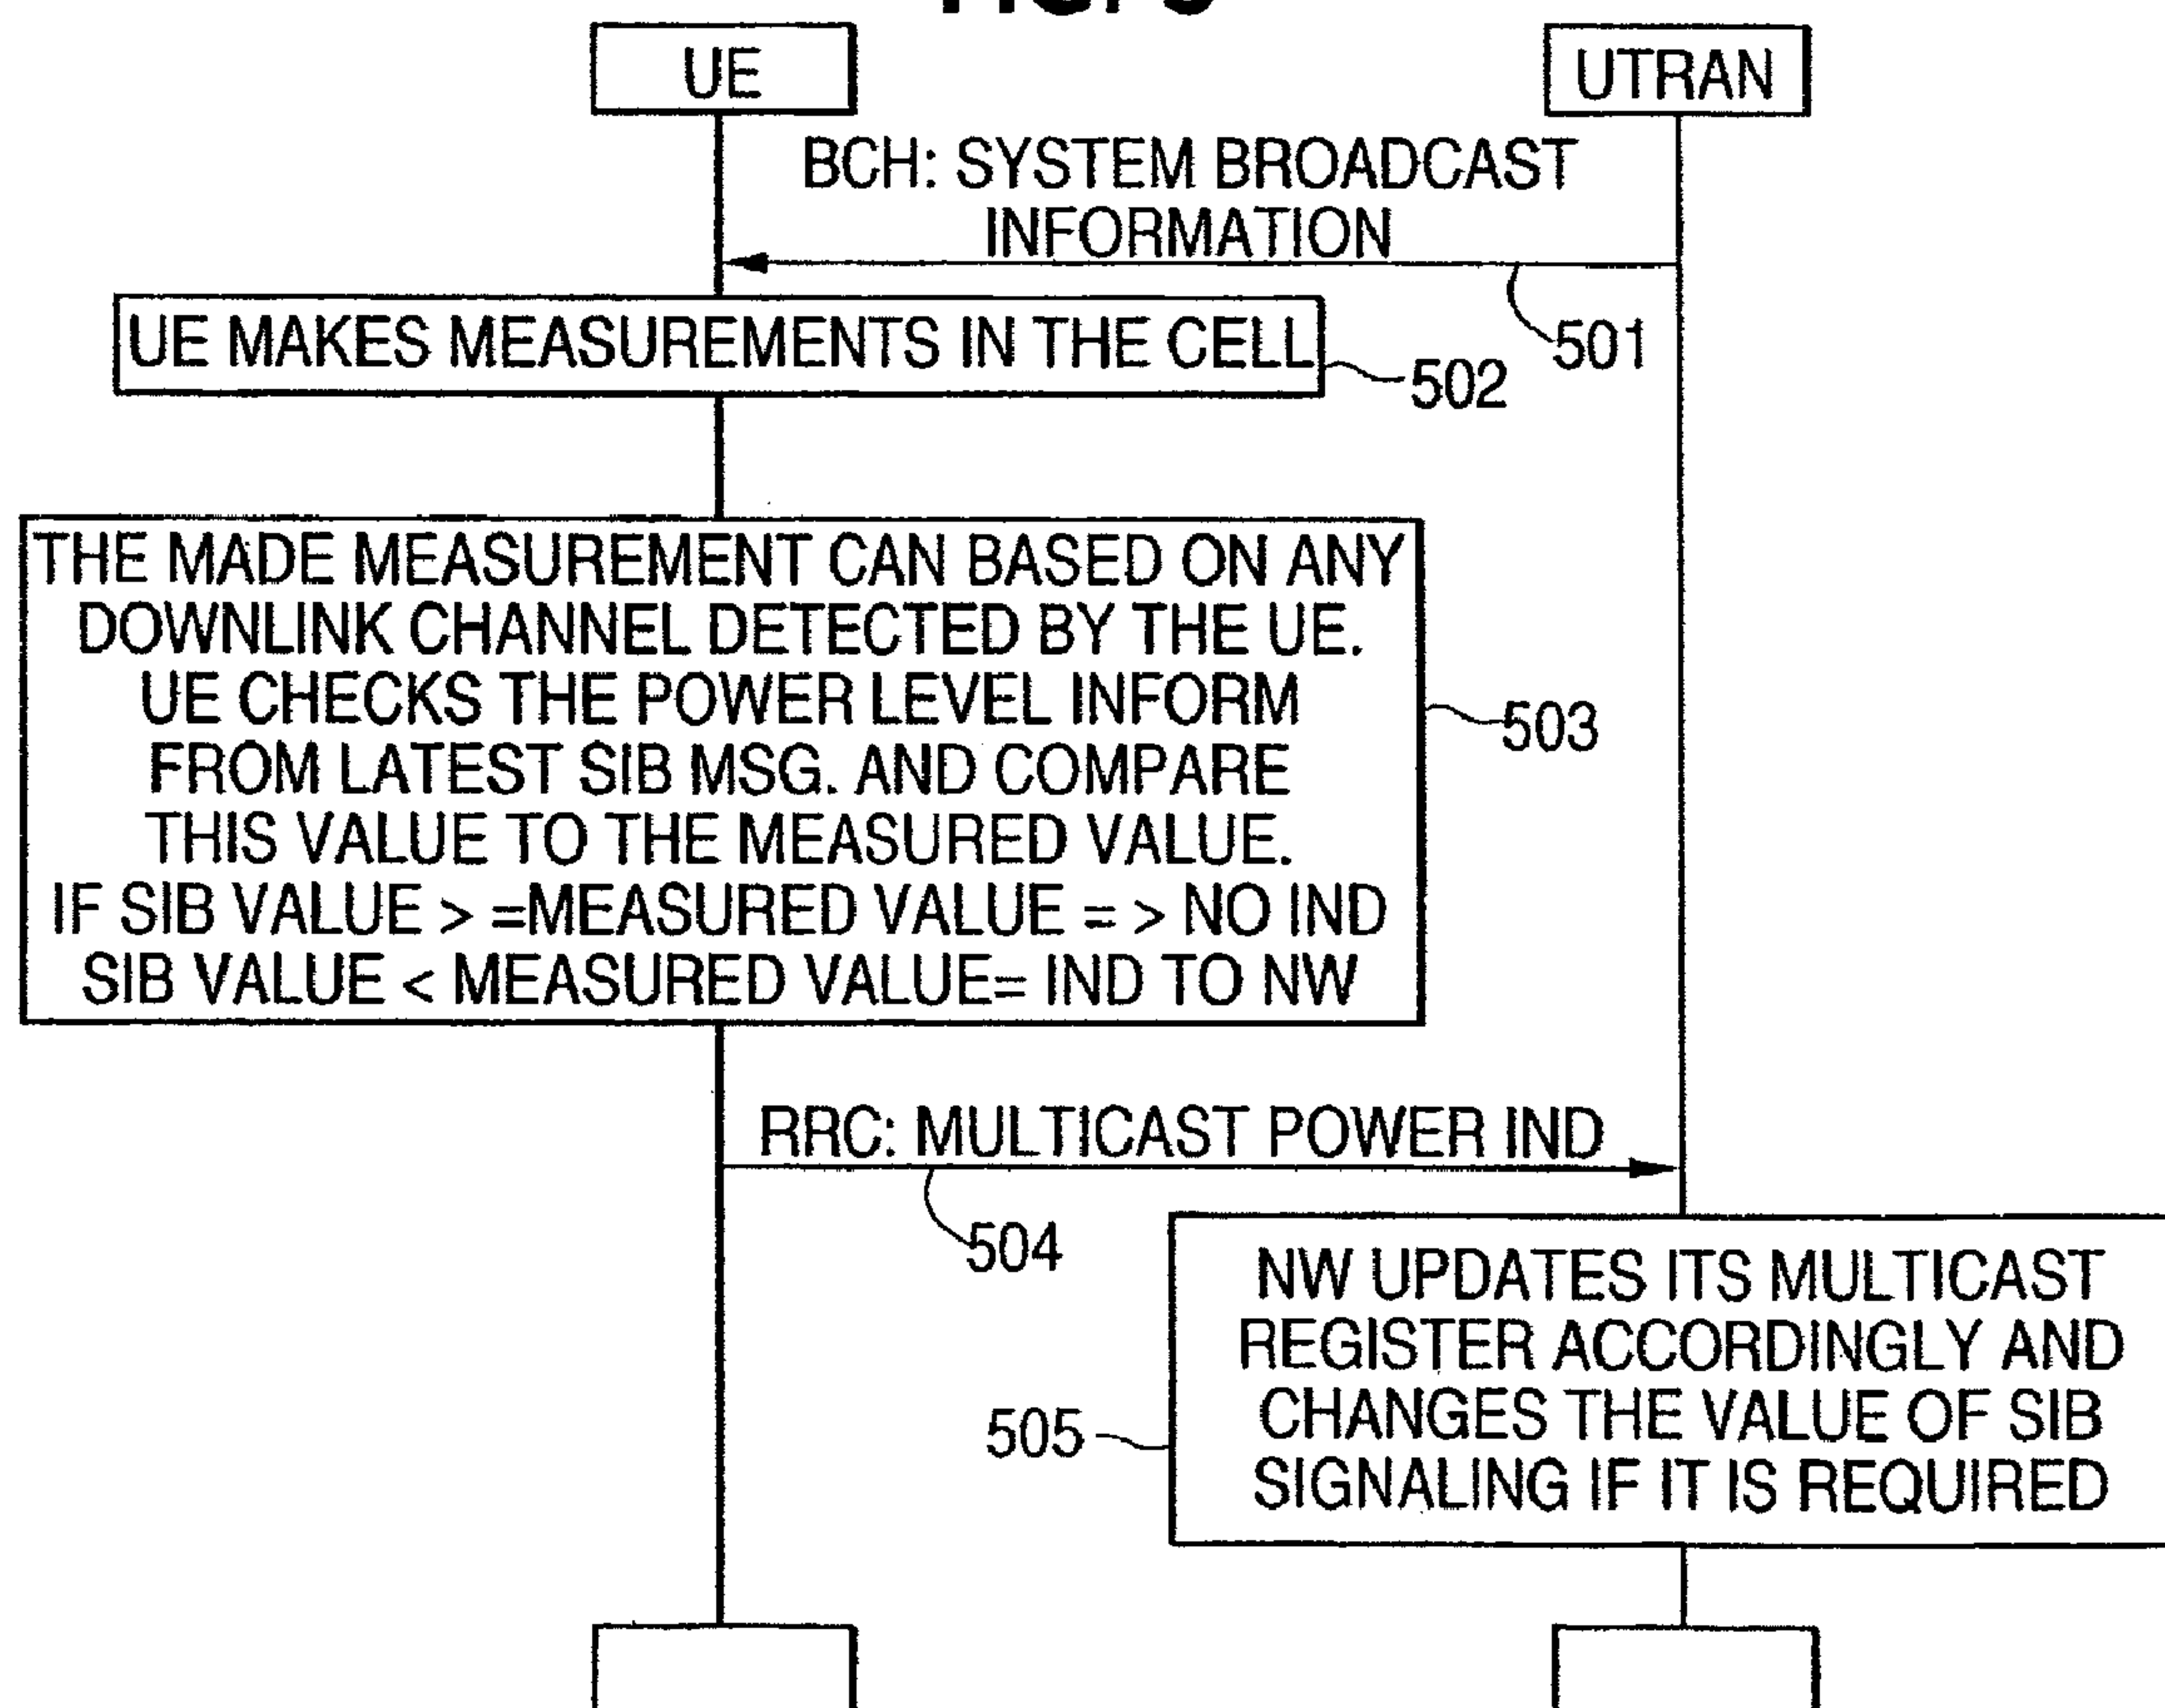 UE
UTRAN
BCH: SYSTEM BROADCAST
INFORMATION
501
UE MAKES MEASUREMENTS IN THE CELL
502
THE MADE MEASUREMENT CAN BASED ON ANY
DOWNLINK CHANNEL DETECTED BY THE UE.
UE CHECKS THE POWER LEVEL INFORM
FROM LATEST SIB MSG. AND COMPARE
THIS VALUE TO THE MEASURED VALUE.
IF SIB VALUE > =MEASURED VALUE = > NO IND
SIB VALUE < MEASURED VALUE= IND TO NW
503
RRC: MULTICAST POWER IND
504
NW UPDATES ITS MULTICAST
REGISTER ACCORDINGLY AND
CHANGES THE VALUE OF SIB
SIGNALING IF IT IS REQUIRED
505